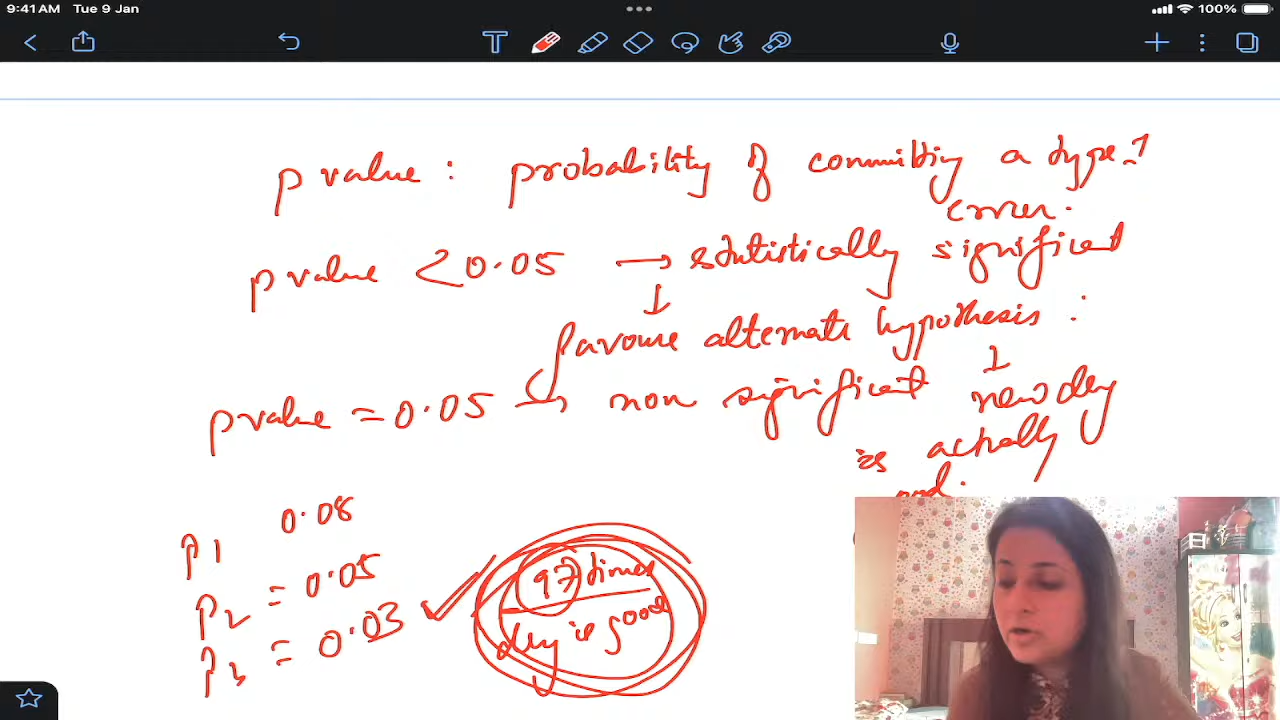 9:41 AM Tue 9 Jan
100%
p value : probability of committing a type-1
error.
p value < 0.05 → statistically significant
↓
favours alternate hypothesis :
↓
p value = 0.05 → non significant
new drug
is actually
good.
p1 0.08
p2 = 0.05
p3 = 0.03 ✓
97 times
drug is good